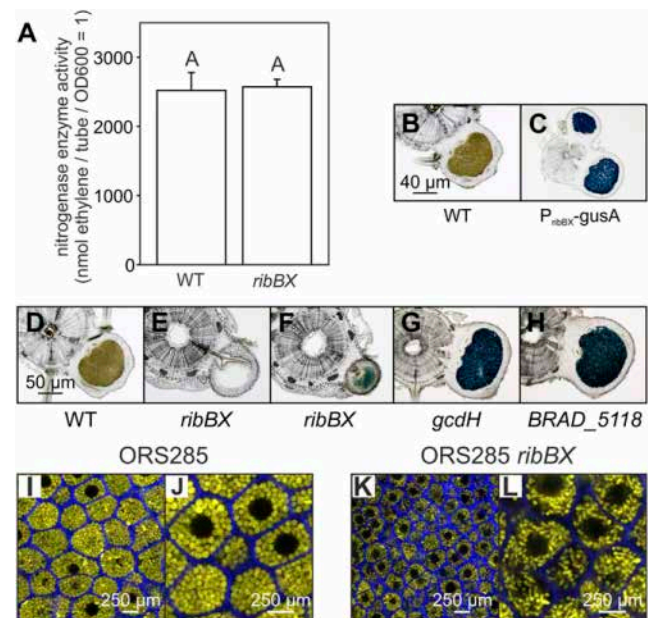 A
nitrogenase enzyme activity
(nmol ethylene / tube / OD600 = 1)
3000
2000
1000
0
A
A
WT
ribBX
B
C
40 µm
WT
PribBX-gusA
D
E
F
G
H
50 µm
WT
ribBX
ribBX
gcdH
BRAD_5118
ORS285
ORS285 ribBX
I
J
K
L
250 µm
250 µm
250 µm
250 µm